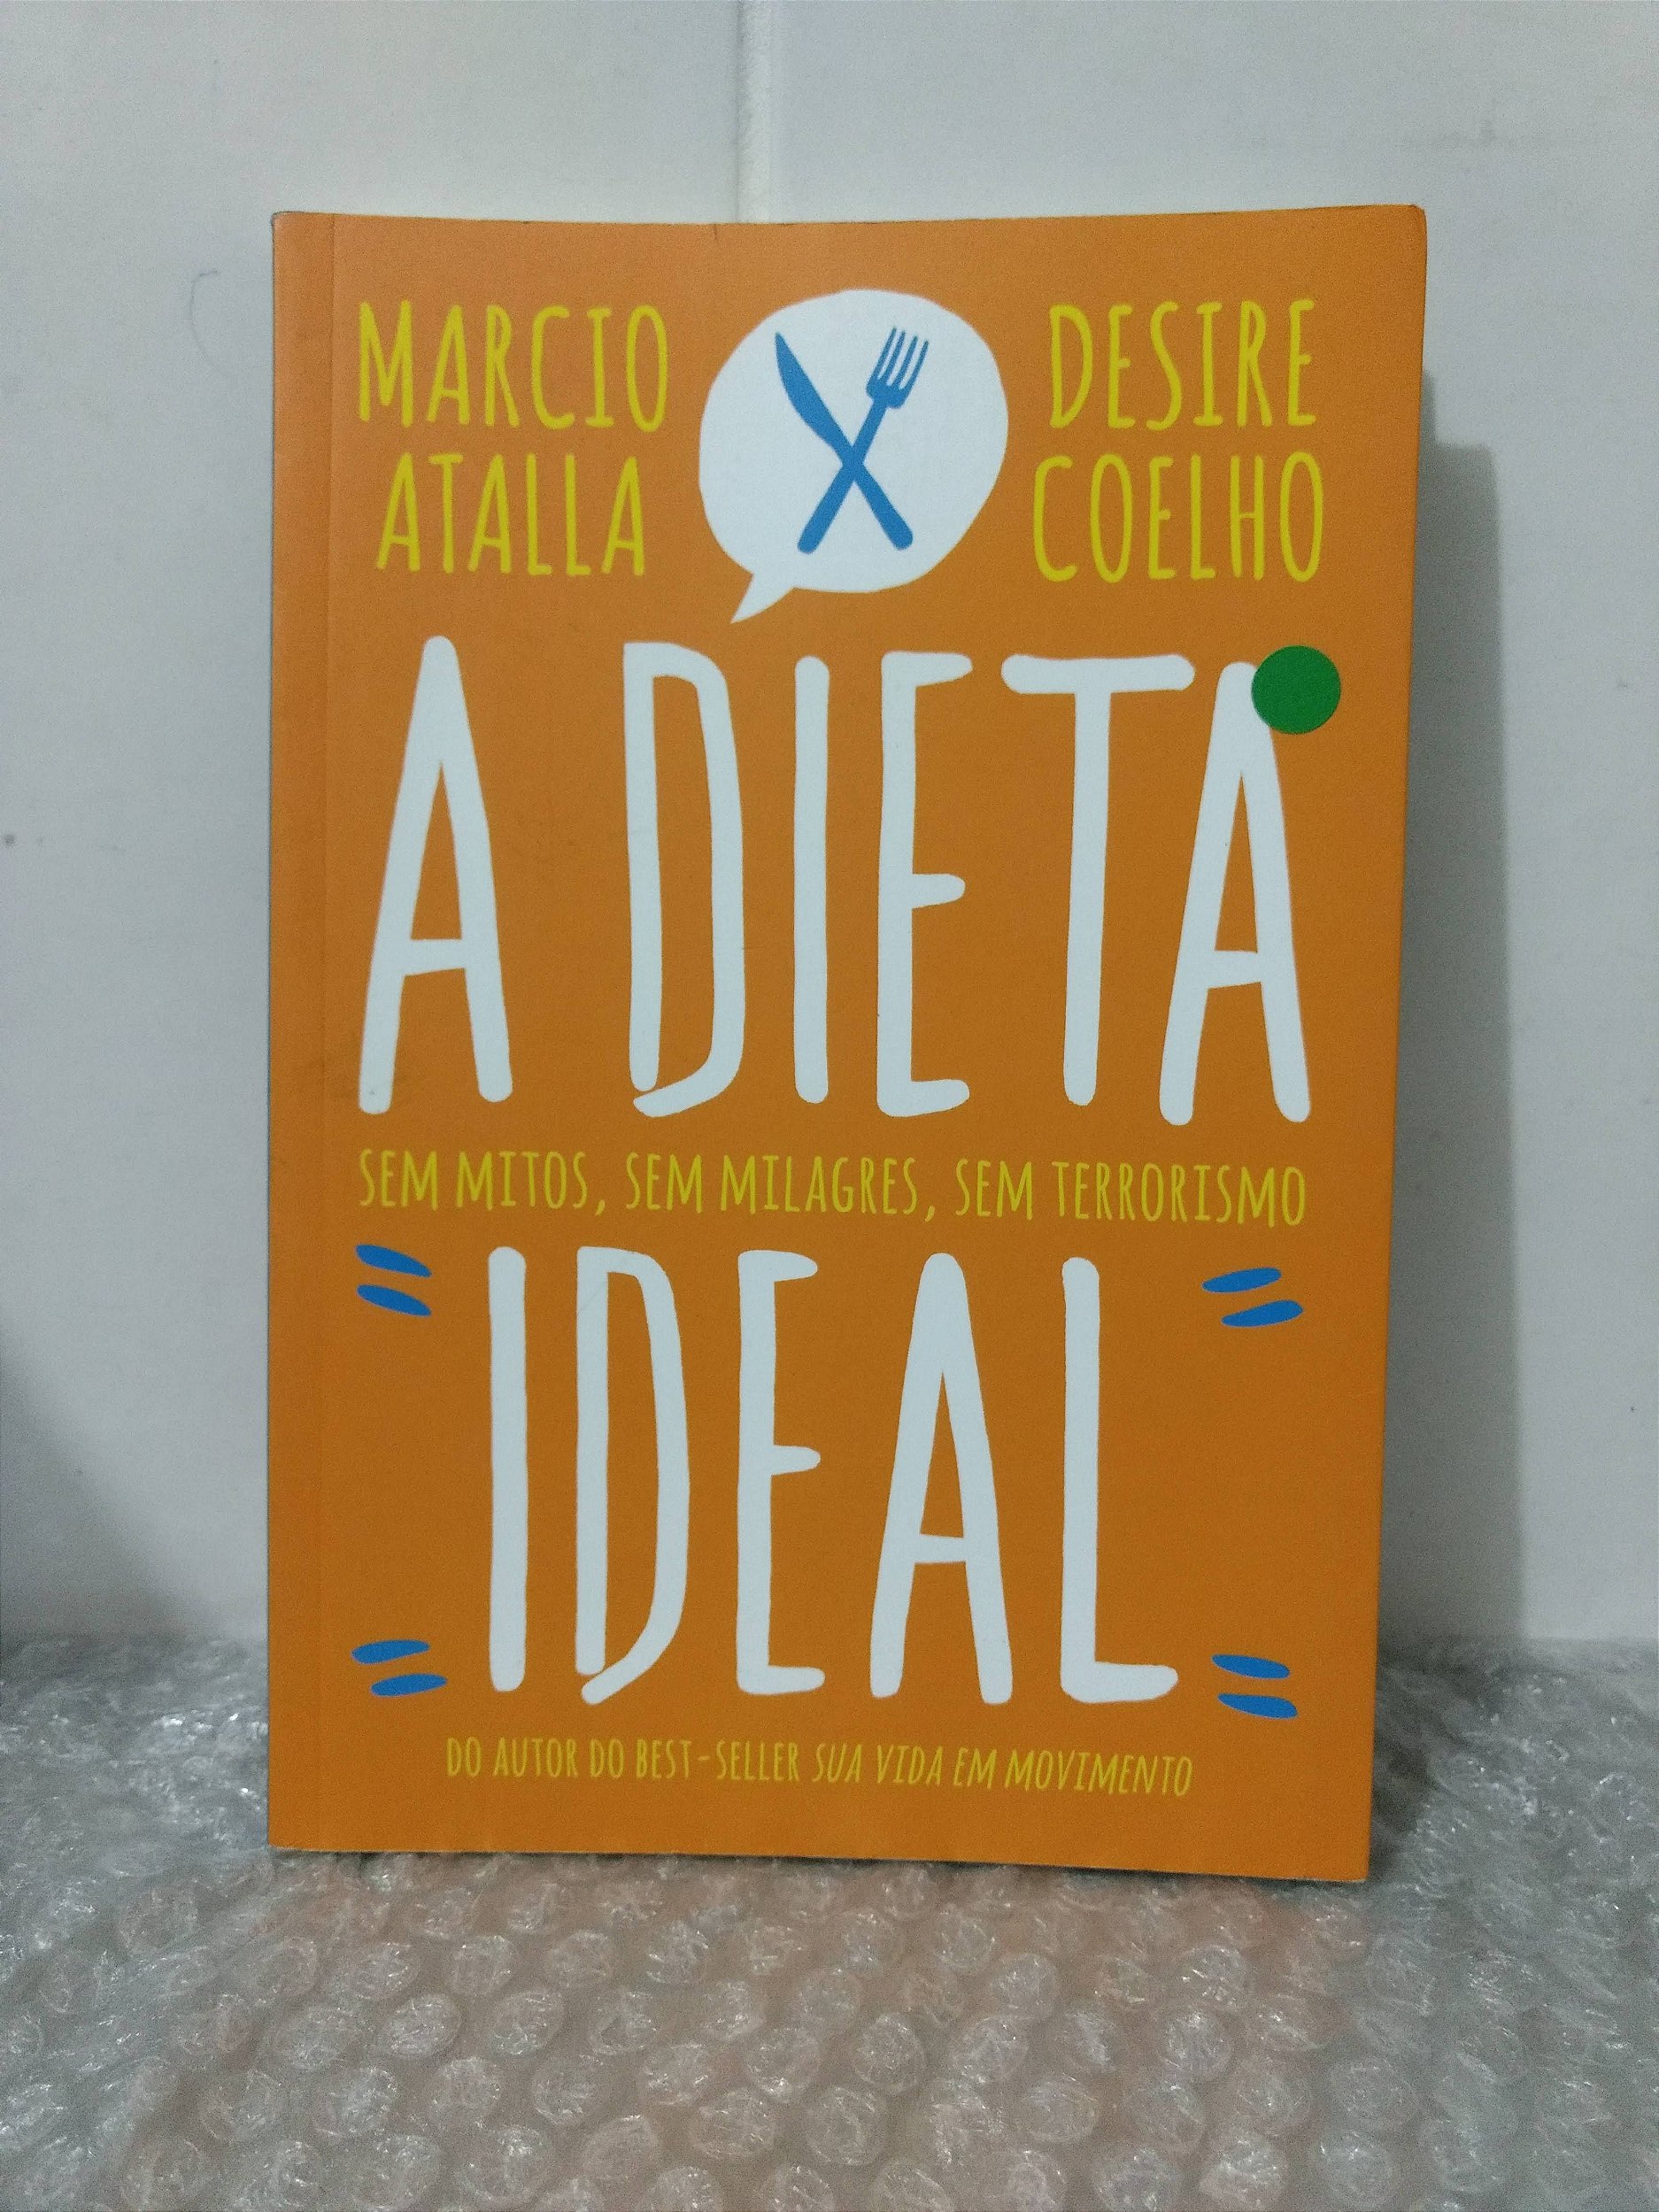 MARCIO
ATALLA
DESIRE
COELHO
A DIETA
SEM MITOS, SEM MILAGRES, SEM TERRORISMO
IDEAL
DO AUTOR DO BEST-SELLER SUA VIDA EM MOVIMENTO